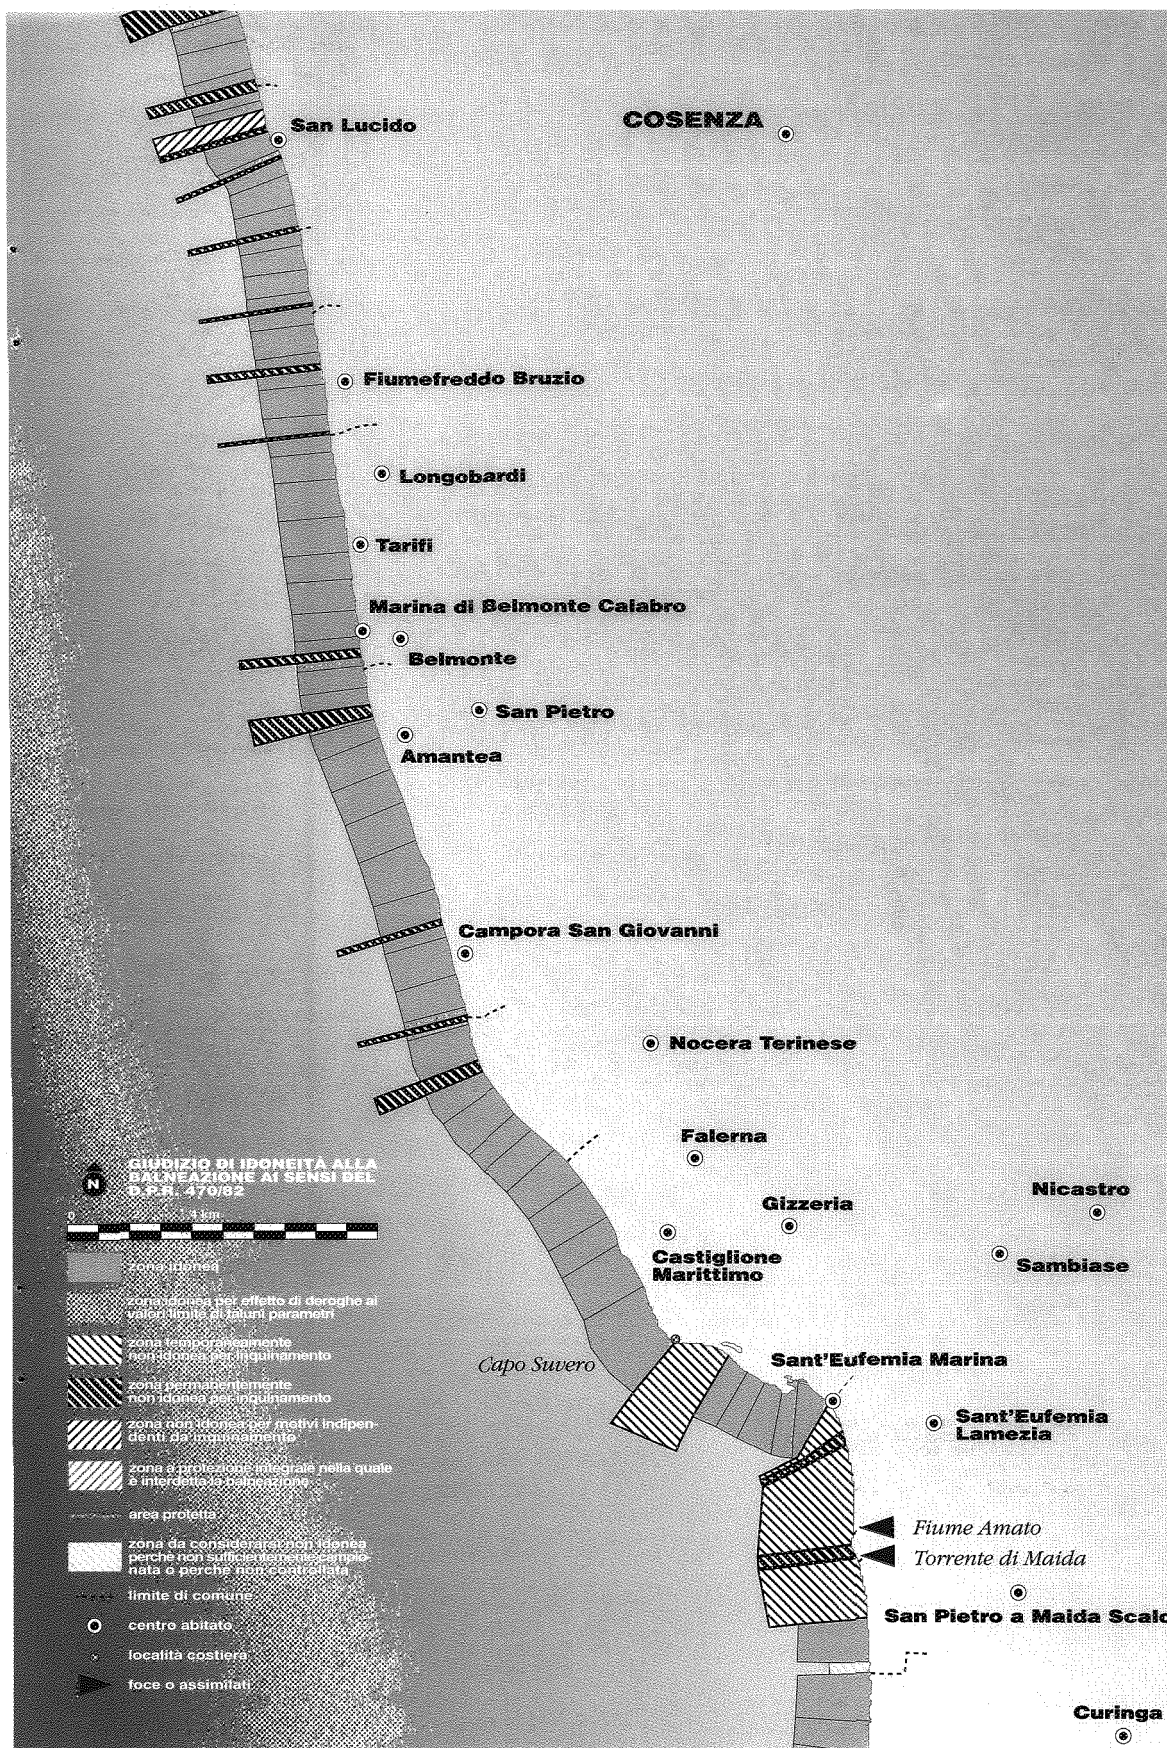 San Lucido
COSENZA
Fiumefreddo Bruzio
Longobardi
Tarifi
Marina di Belmonte Calabro
Belmonte
San Pietro
Amantea
Campora San Giovanni
Nocera Terinese
Falerna
Nicastro
Gizzeria
Castiglione
Marittimo
Sambiase
Capo Suvero
Sant'Eufemia Marina
Sant'Eufemia
Lamezia
Fiume Amato
Torrente di Maida
San Pietro a Maida Scalo
Curinga
N
GIUDIZIO DI IDONEITÀ ALLA
BALNEAZIONE AI SENSI DEL
D.P.R. 470/82
0 4 km
zona idonea
zona idonea per effetto di deroghe ai
valori limite di taluni parametri
zona temporaneamente
non idonea per inquinamento
zona permanentemente
non idonea per inquinamento
zona non idonea per motivi indipen-
denti da inquinamento
zona a protezione integrale nella quale
è interdetta la balneazione
area protetta
zona da considerarsi non idonea
perche non sufficientemente campio-
nata o perche non controllata
limite di comune
centro abitato
località costiera
foce o assimilati